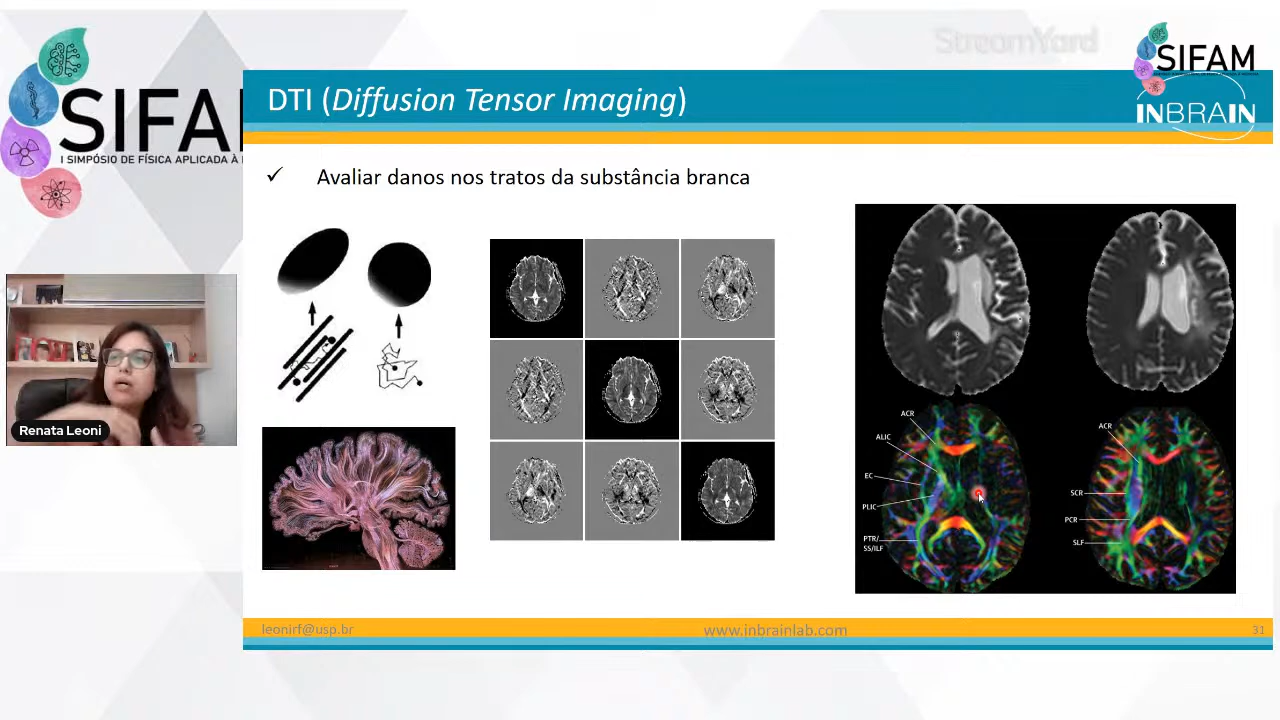 StreamYard
SIFAM
INBRAIN
SIFA
I SIMPÓSIO DE FÍSICA APLICADA À
DTI (Diffusion Tensor Imaging)
✓ Avaliar danos nos tratos da substância branca
Renata Leoni
ACR
ALIC
EC
PLIC
PTR/
SS/ILF
ACR
SCR
PCR
SLF
leonirf@usp.br
www.inbrainlab.com
31